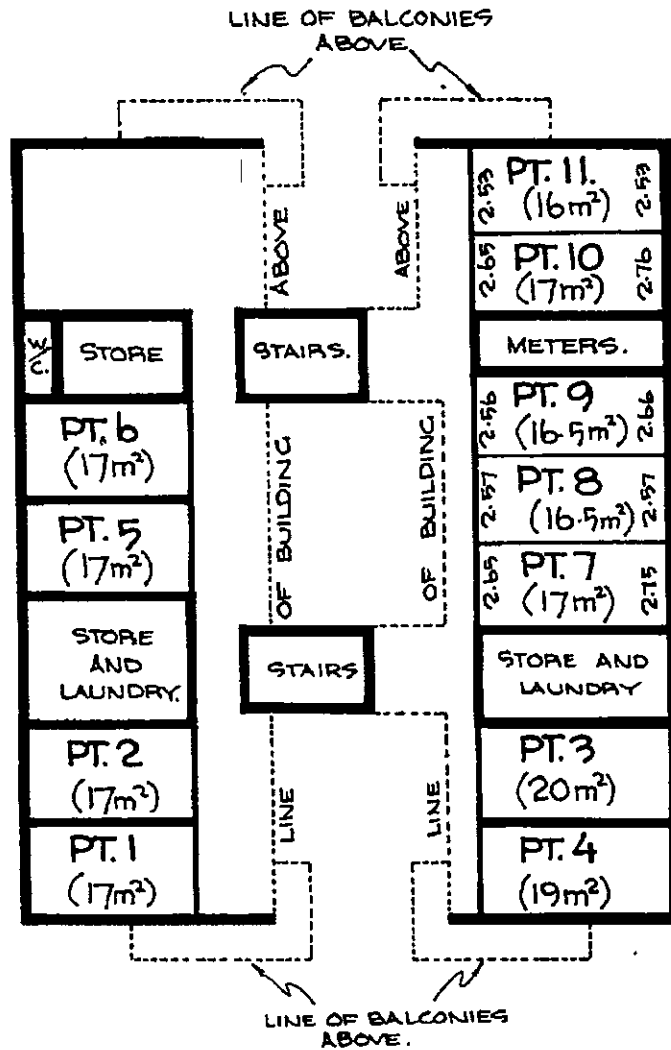 LINE OF BALCONIES
ABOVE
2.53
PT. 11.
(16m²)
2.53
2.65
PT. 10
(17m²)
2.76
ABOVE
ABOVE
W/C.
STORE
STAIRS.
METERS.
PT. 6
(17m²)
2.56
PT. 9
(16.5m²)
2.66
PT. 5
(17m²)
OF BUILDING
OF BUILDING
2.57
PT. 8
(16.5m²)
2.57
2.65
PT. 7
(17m²)
2.75
STORE
AND
LAUNDRY.
STAIRS
STORE AND
LAUNDRY
PT. 2
(17m²)
LINE
LINE
PT. 3
(20m²)
PT. 1
(17m²)
PT. 4
(19m²)
LINE OF BALCONIES
ABOVE.